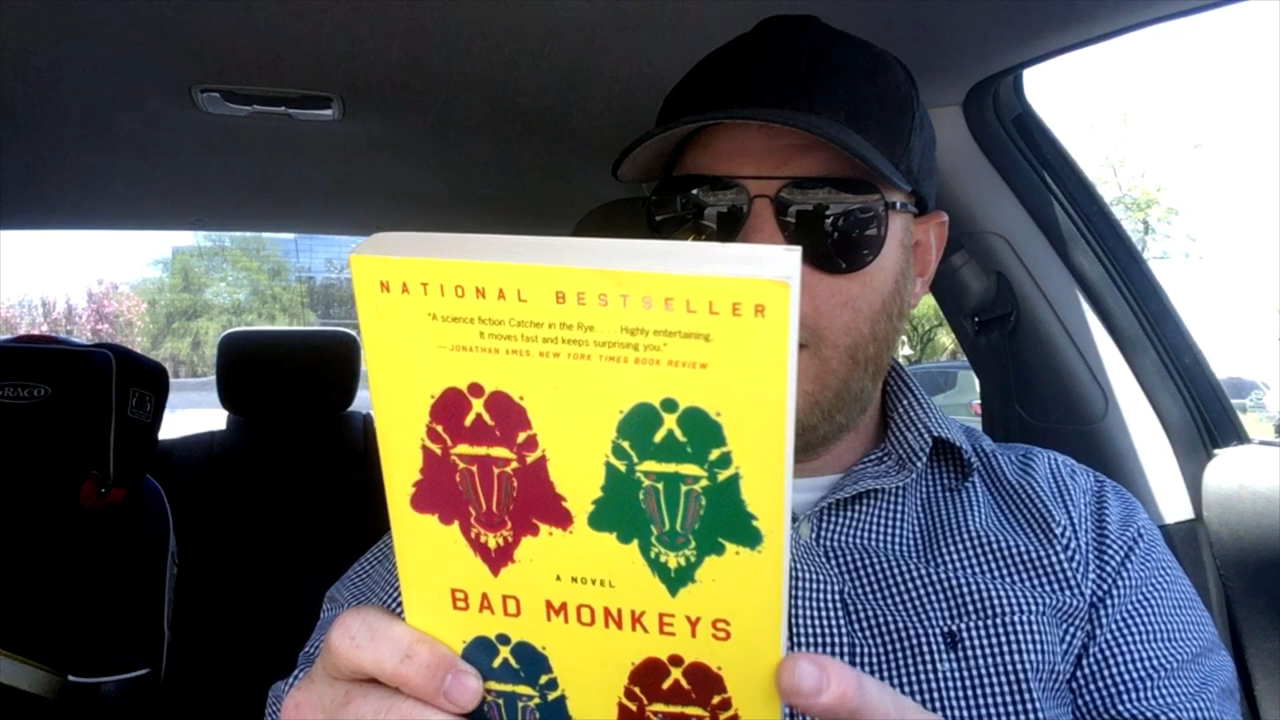 NATIONAL BESTSELLER
"A science fiction Catcher in the Rye. . . . Highly entertaining.
It moves fast and keeps surprising you."
—JONATHAN AMES, NEW YORK TIMES BOOK REVIEW
GRACO
A NOVEL
BAD MONKEYS